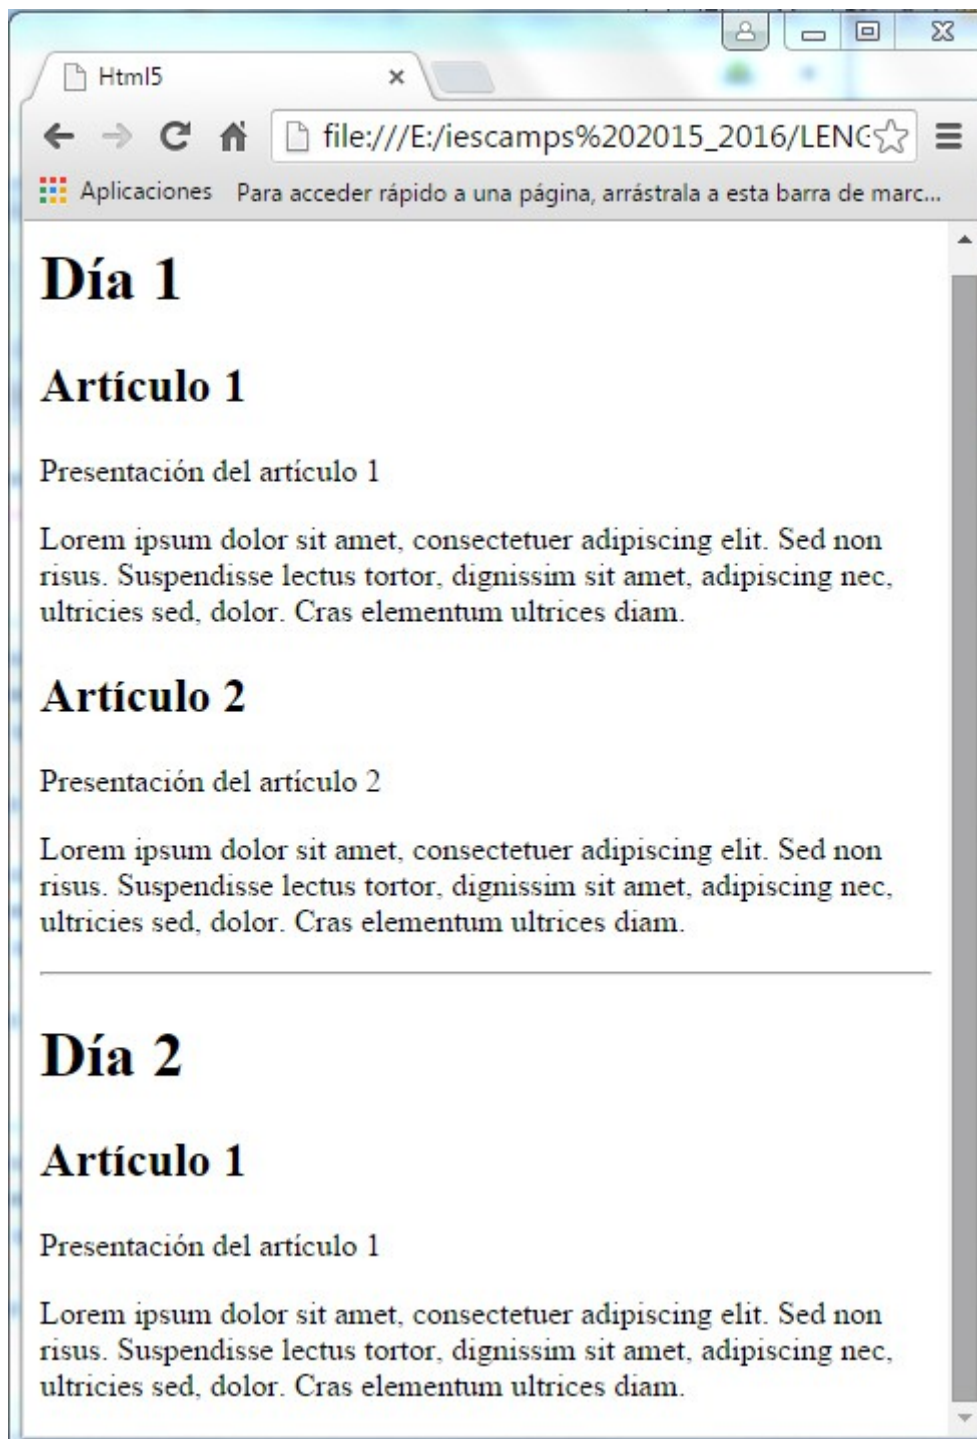 Html5
file:///E:/iescamps%202015_2016/LENG
Aplicaciones Para acceder rápido a una página, arrástrala a esta barra de marc...
Día 1
Artículo 1
Presentación del artículo 1
Lorem ipsum dolor sit amet, consectetuer adipiscing elit. Sed non
risus. Suspendisse lectus tortor, dignissim sit amet, adipiscing nec,
ultricies sed, dolor. Cras elementum ultrices diam.
Artículo 2
Presentación del artículo 2
Lorem ipsum dolor sit amet, consectetuer adipiscing elit. Sed non
risus. Suspendisse lectus tortor, dignissim sit amet, adipiscing nec,
ultricies sed, dolor. Cras elementum ultrices diam.
Día 2
Artículo 1
Presentación del artículo 1
Lorem ipsum dolor sit amet, consectetuer adipiscing elit. Sed non
risus. Suspendisse lectus tortor, dignissim sit amet, adipiscing nec,
ultricies sed, dolor. Cras elementum ultrices diam.